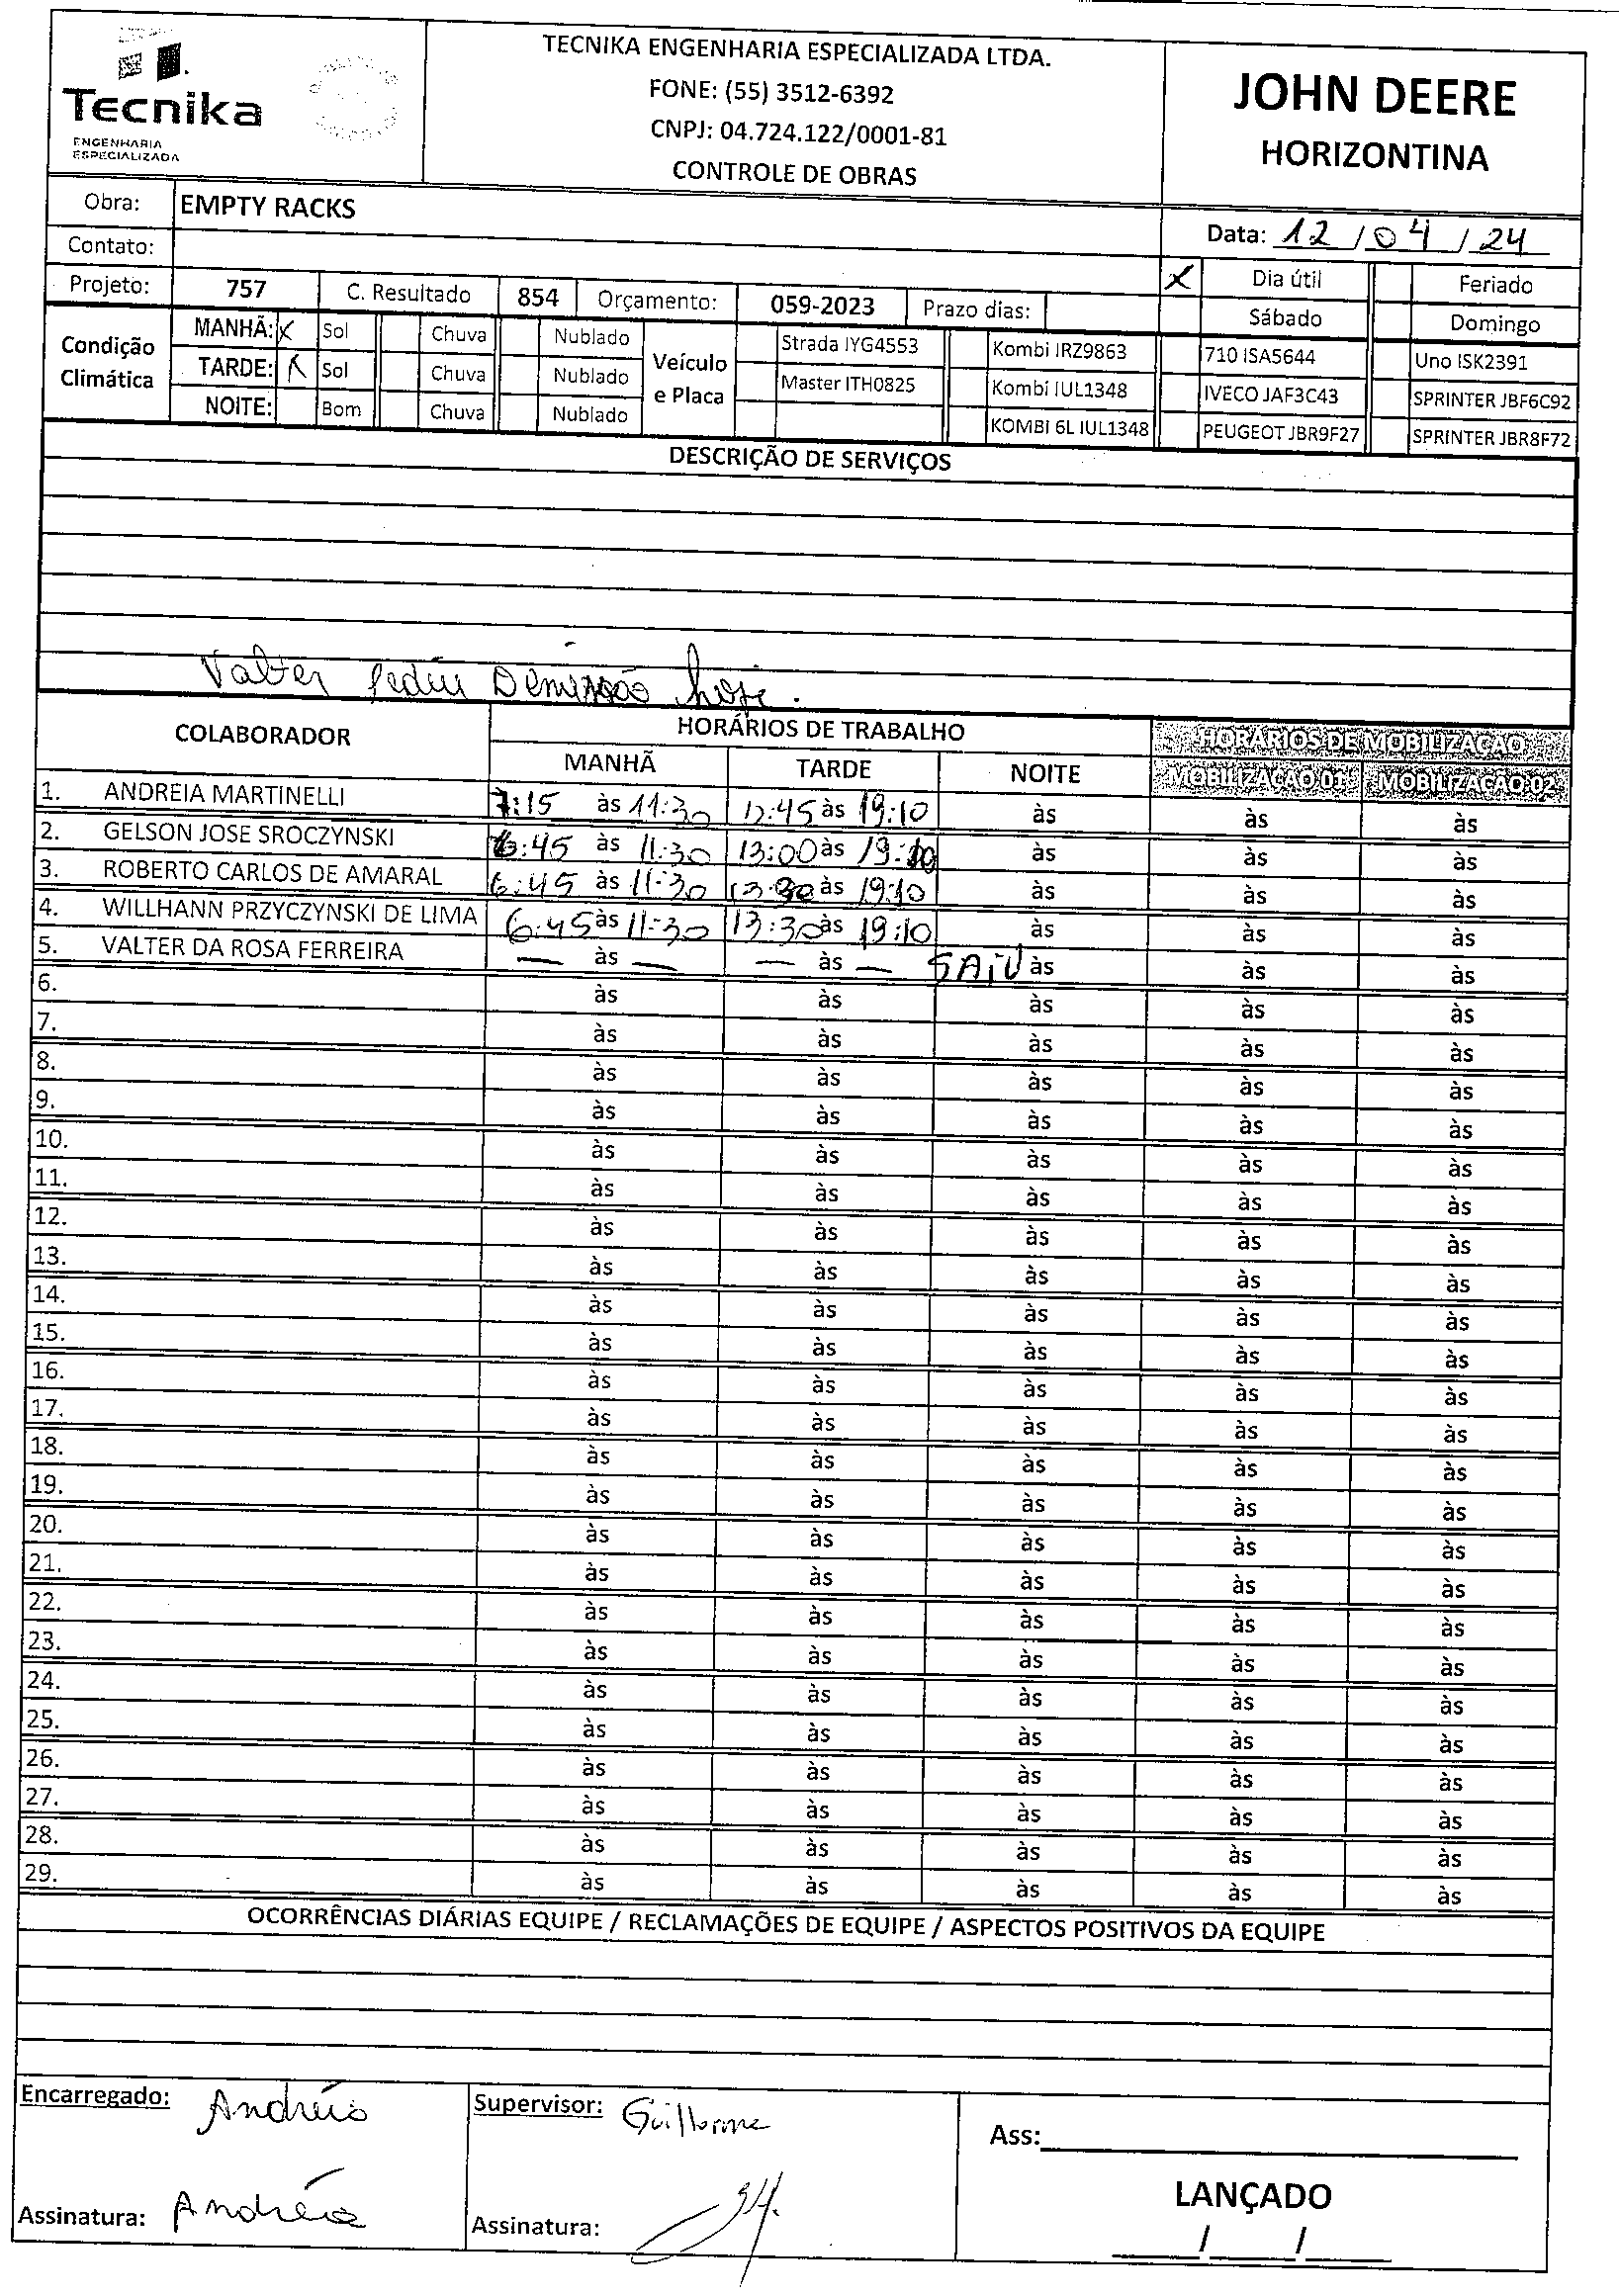 Tecnika
ENGENHARIA
ESPECIALIZADA
TECNIKA ENGENHARIA ESPECIALIZADA LTDA.
FONE: (55) 3512-6392
CNPJ: 04.724.122/0001-81
CONTROLE DE OBRAS
JOHN DEERE
HORIZONTINA
Obra: EMPTY RACKS
Data: 12 / 04 / 24
Contato:
X Dia útil Feriado
Projeto: 757 C. Resultado 854 Orçamento: 059-2023 Prazo dias:
Sábado Domingo
Condição Climática
MANHÃ: X Sol Chuva Nublado
TARDE: X Sol Chuva Nublado
NOITE: Bom Chuva Nublado
Veículo e Placa
Strada IYG4553 Kombi IRZ9863 710 ISA5644 Uno ISK2391
Master ITH0825 Kombi IUL1348 IVECO JAF3C43 SPRINTER JBF6C92
KOMBI 6L IUL1348 PEUGEOT JBR9F27 SPRINTER JBR8F72
DESCRIÇÃO DE SERVIÇOS
Valter pediu Demissão hoje.
COLABORADOR HORÁRIOS DE TRABALHO HORÁRIOS DE MOBILIZAÇÃO
MANHÃ TARDE NOITE MOBILIZAÇÃO 01 MOBILIZAÇÃO 02
1. ANDREIA MARTINELLI 7:15 às 11:30 12:45 às 19:10 às às às
2. GELSON JOSE SROCZYNSKI 6:45 às 11:30 13:00 às 19:10 às às às
3. ROBERTO CARLOS DE AMARAL 6:45 às 11:30 13:30 às 19:10 às às às
4. WILLHANN PRZYCZYNSKI DE LIMA 6:45 às 11:30 13:30 às 19:10 às às às
5. VALTER DA ROSA FERREIRA — às — — às — SAIU às às às
6. às às às às às
7. às às às às às
8. às às às às às
9. às às às às às
10. às às às às às
11. às às às às às
12. às às às às às
13. às às às às às
14. às às às às às
15. às às às às às
16. às às às às às
17. às às às às às
18. às às às às às
19. às às às às às
20. às às às às às
21. às às às às às
22. às às às às às
23. às às às às às
24. às às às às às
25. às às às às às
26. às às às às às
27. às às às às às
28. às às às às às
29. às às às às às
OCORRÊNCIAS DIÁRIAS EQUIPE / RECLAMAÇÕES DE EQUIPE / ASPECTOS POSITIVOS DA EQUIPE
Encarregado: Andréia
Supervisor: Guilherme
Ass:
LANÇADO
Assinatura: Andréia
Assinatura:
___/___/___